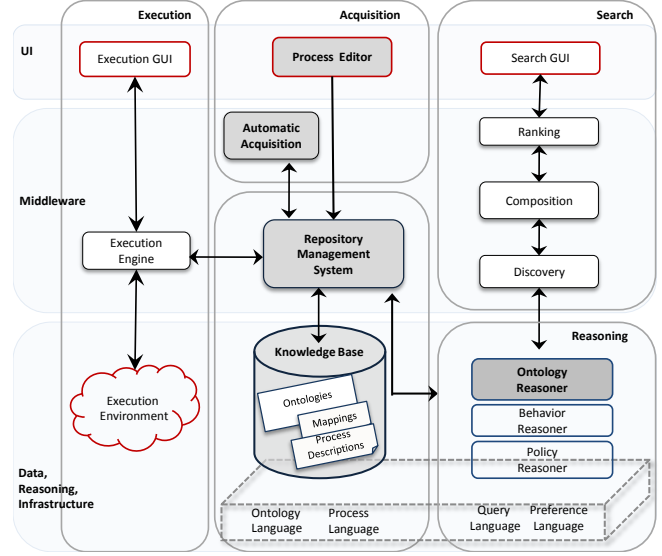 Execution
Acquisition
Search
UI
Execution GUI
Process Editor
Search GUI
Automatic
Acquisition
Ranking
Middleware
Composition
Execution
Engine
Repository
Management
System
Discovery
Reasoning
Knowledge Base
Ontologies
Mappings
Process
Descriptions
Ontology
Reasoner
Behavior
Reasoner
Policy
Reasoner
Execution
Environment
Data,
Reasoning,
Infrastructure
Ontology
Language
Process
Language
Query
Language
Preference
Language